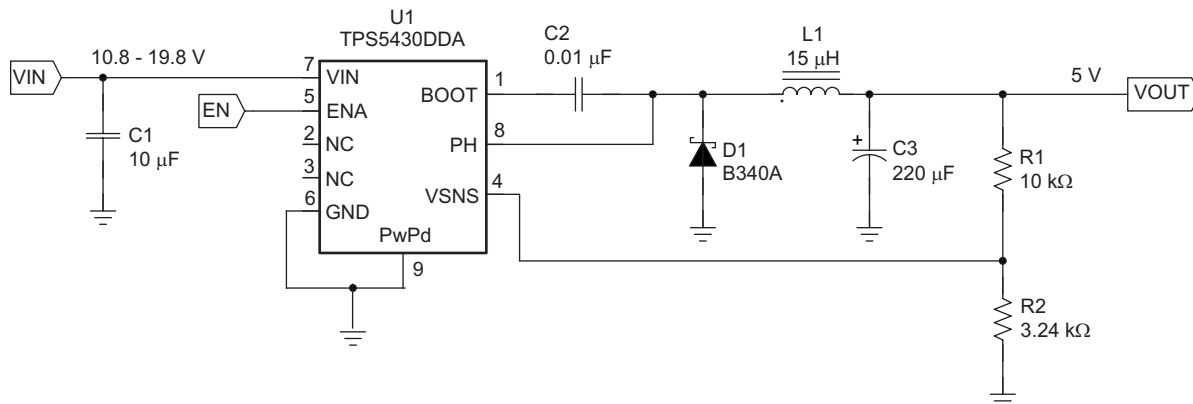 U1
TPS5430DDA
VIN
10.8 - 19.8 V
7
VIN
EN
5
ENA
2
NC
3
NC
6
GND
PwPd
9
BOOT
1
PH
8
VSNS
4
C1
10 μF
C2
0.01 μF
L1
15 μH
D1
B340A
+
C3
220 μF
5 V
VOUT
R1
10 kΩ
R2
3.24 kΩ